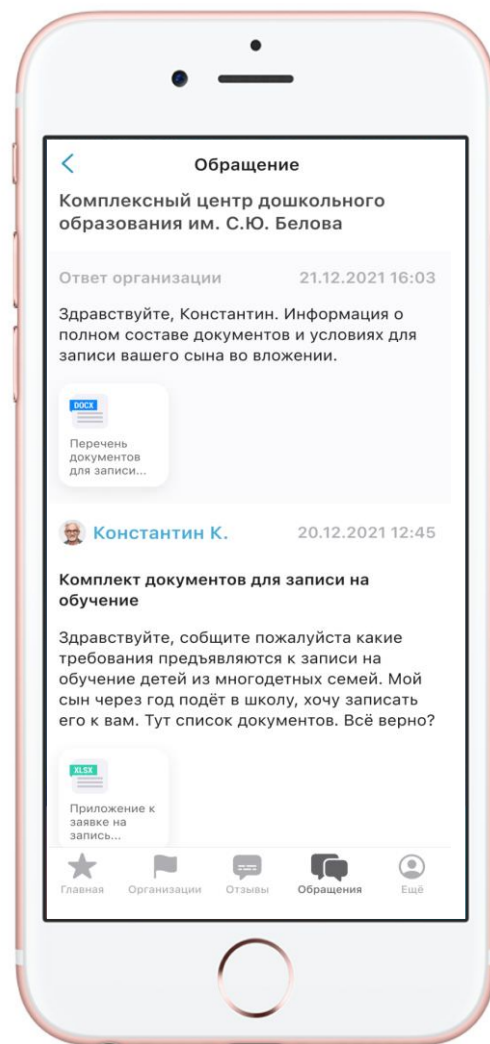 Обращение
Комплексный центр дошкольного
образования им. С.Ю. Белова
Ответ организации 21.12.2021 16:03
Здравствуйте, Константин. Информация о
полном составе документов и условиях для
записи вашего сына во вложении.
DOCX
Перечень
документов
для записи...
Константин К. 20.12.2021 12:45
Комплект документов для записи на
обучение
Здравствуйте, собщите пожалуйста какие
требования предъявляются к записи на
обучение детей из многодетных семей. Мой
сын через год подёт в школу, хочу записать
его к вам. Тут список документов. Всё верно?
XLSX
Приложение к
заявке на
запись...
Главная Организации Отзывы Обращения Ещё